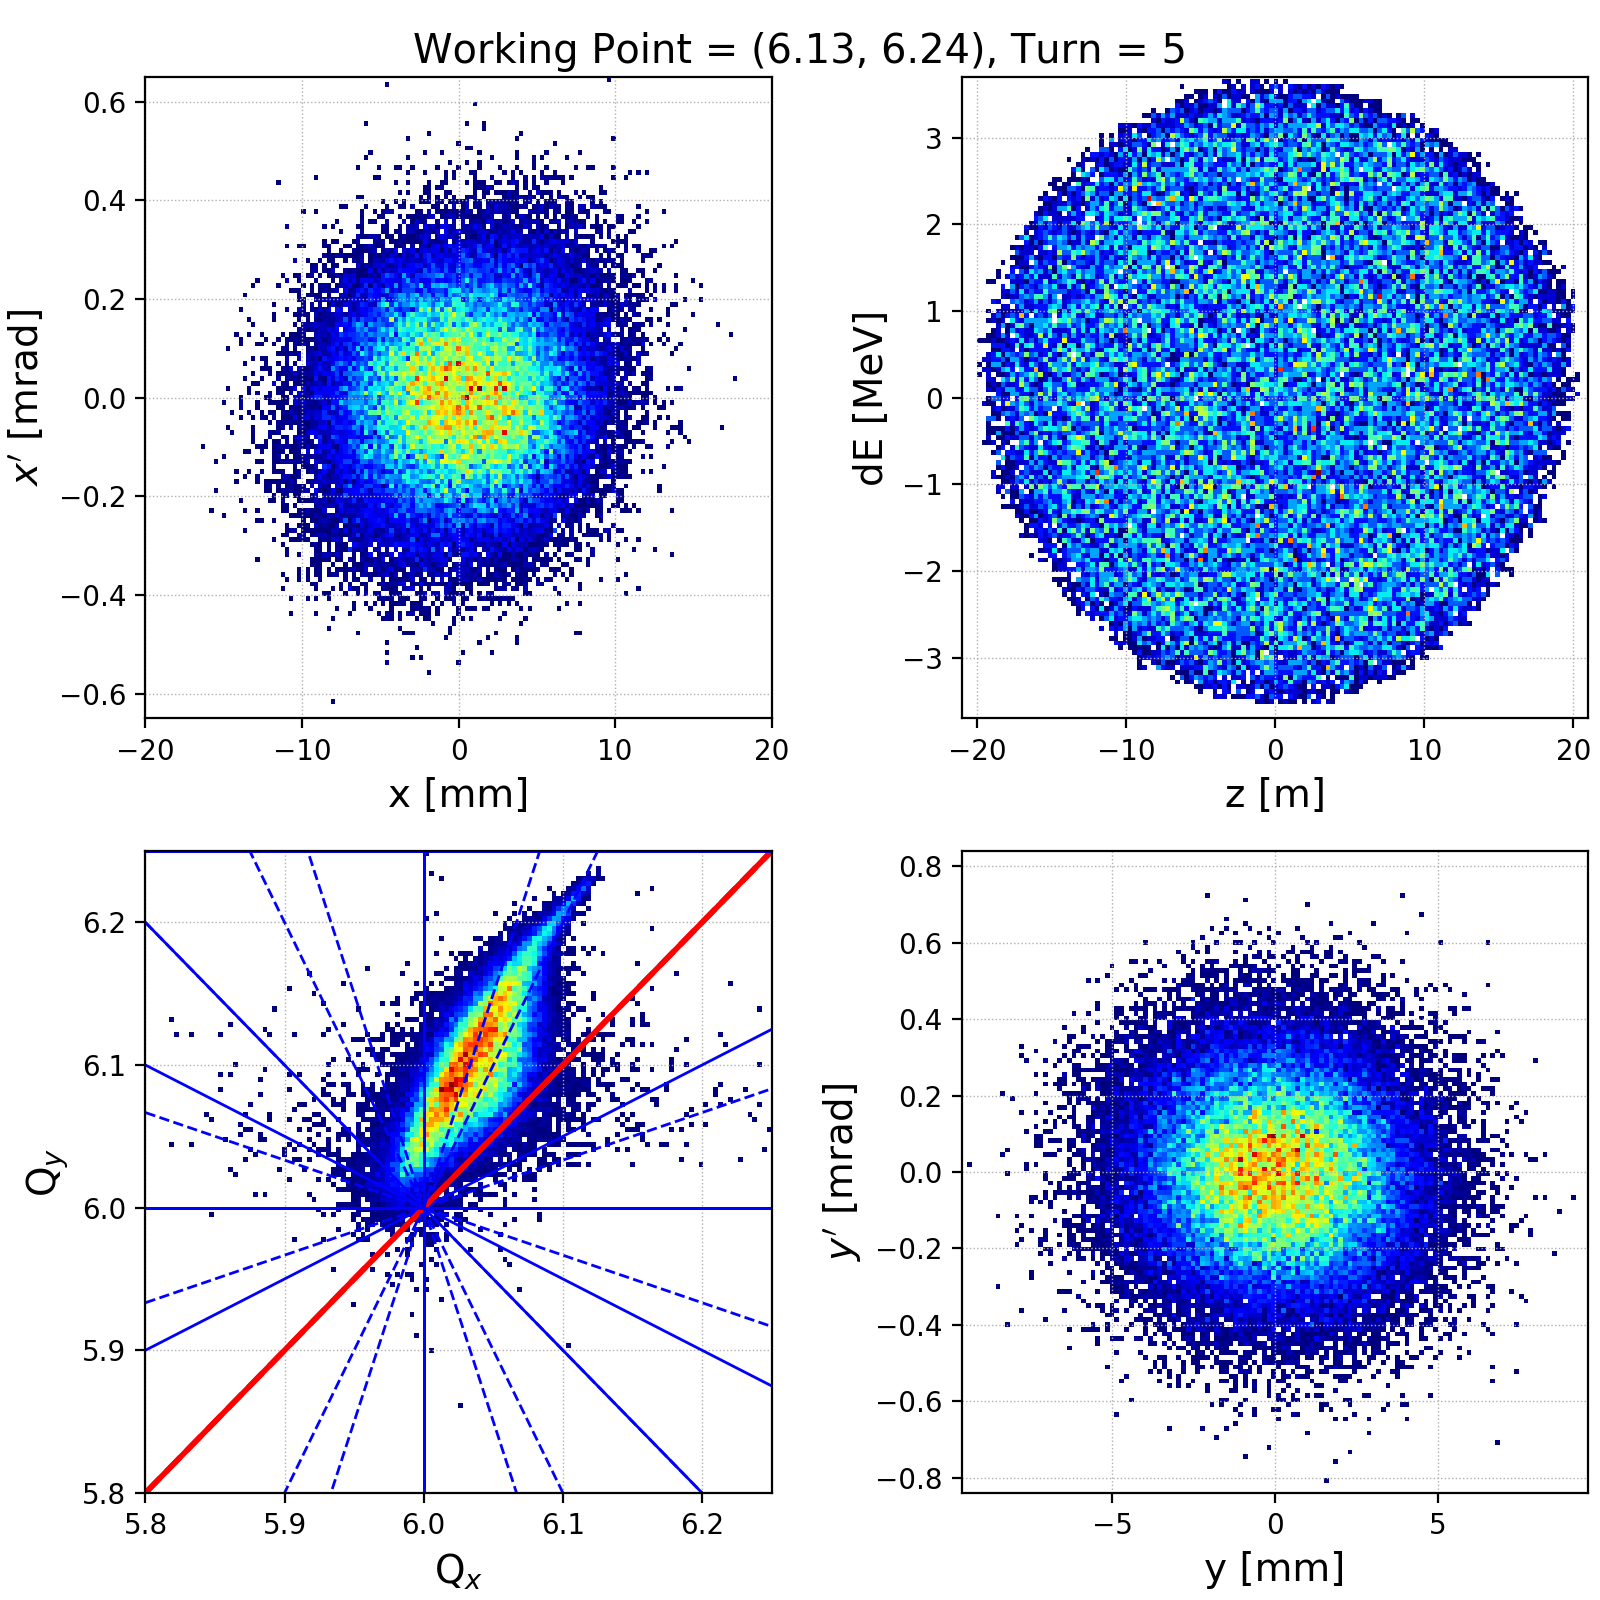 Working Point = (6.13, 6.24), Turn = 5
0.6
0.4
0.2
0.0
−0.2
−0.4
−0.6
x′ [mrad]
−20 −10 0 10 20
x [mm]
3
2
1
0
−1
−2
−3
dE [MeV]
−20 −10 0 10 20
z [m]
6.2
6.1
6.0
5.9
5.8
Qy
5.8 5.9 6.0 6.1 6.2
Qx
0.8
0.6
0.4
0.2
0.0
−0.2
−0.4
−0.6
−0.8
y′ [mrad]
−5 0 5
y [mm]